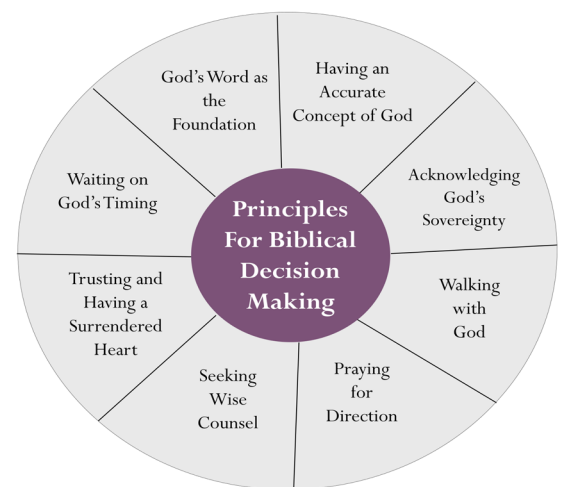 God's Word as
the
Foundation
Having an
Accurate
Concept of God
Acknowledging
God's
Sovereignty
Walking
with
God
Praying
for
Direction
Seeking
Wise
Counsel
Trusting and
Having a
Surrendered
Heart
Waiting on
God's Timing
Principles
For Biblical
Decision
Making